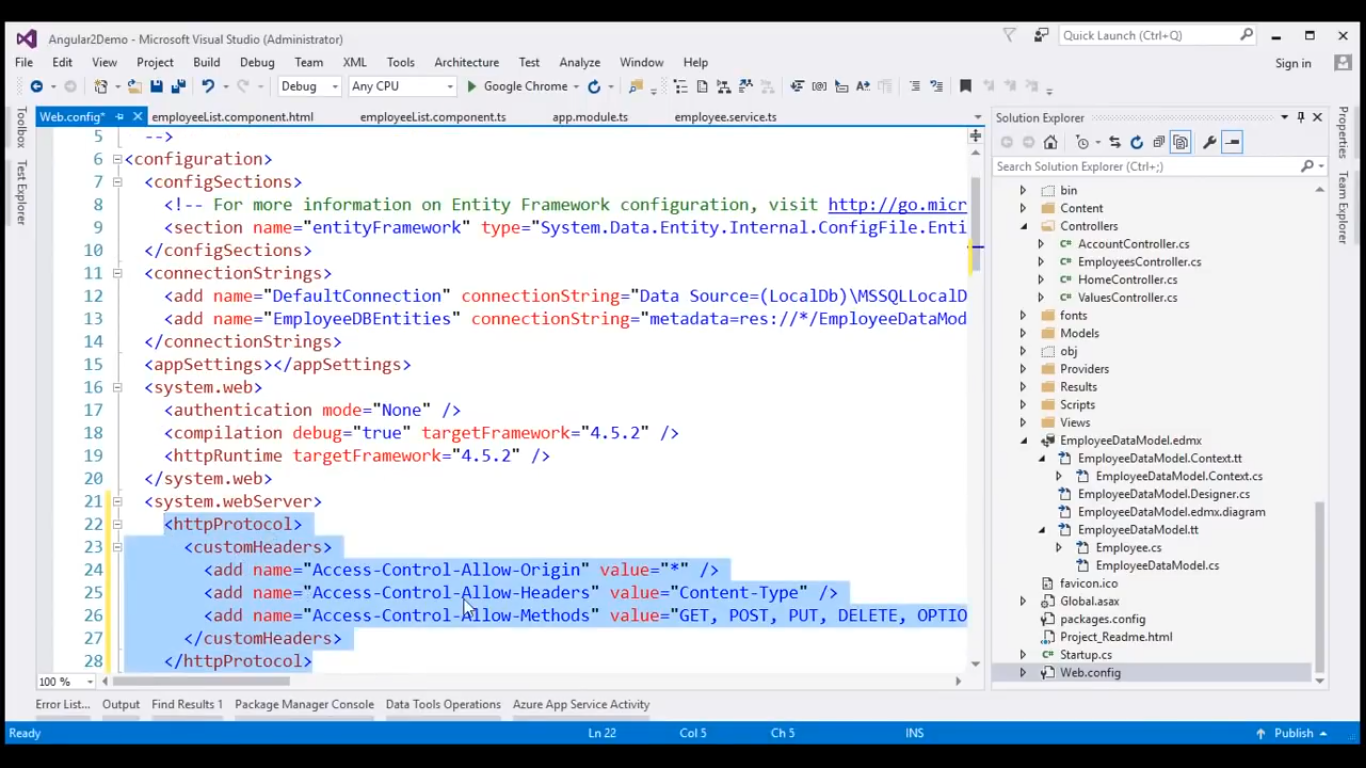 Angular2Demo - Microsoft Visual Studio (Administrator)
Quick Launch (Ctrl+Q)
File Edit View Project Build Debug Team XML Tools Architecture Test Analyze Window Help
Sign in
Debug Any CPU Google Chrome
Toolbox
Test Explorer
Web.config* employeeList.component.html employeeList.component.ts app.module.ts employee.service.ts
5 -->
6 <configuration>
7 <configSections>
8 <!-- For more information on Entity Framework configuration, visit http://go.micr
9 <section name="entityFramework" type="System.Data.Entity.Internal.ConfigFile.Enti
10 </configSections>
11 <connectionStrings>
12 <add name="DefaultConnection" connectionString="Data Source=(LocalDb)\MSSQLLocalD
13 <add name="EmployeeDBEntities" connectionString="metadata=res://*/EmployeeDataMod
14 </connectionStrings>
15 <appSettings></appSettings>
16 <system.web>
17 <authentication mode="None" />
18 <compilation debug="true" targetFramework="4.5.2" />
19 <httpRuntime targetFramework="4.5.2" />
20 </system.web>
21 <system.webServer>
22 <httpProtocol>
23 <customHeaders>
24 <add name="Access-Control-Allow-Origin" value="*" />
25 <add name="Access-Control-Allow-Headers" value="Content-Type" />
26 <add name="Access-Control-Allow-Methods" value="GET, POST, PUT, DELETE, OPTIO
27 </customHeaders>
28 </httpProtocol>
100 %
Solution Explorer
Search Solution Explorer (Ctrl+;)
bin
Content
Controllers
C# AccountController.cs
C# EmployeesController.cs
C# HomeController.cs
C# ValuesController.cs
fonts
Models
obj
Providers
Results
Scripts
Views
EmployeeDataModel.edmx
EmployeeDataModel.Context.tt
EmployeeDataModel.Context.cs
EmployeeDataModel.Designer.cs
EmployeeDataModel.edmx.diagram
EmployeeDataModel.tt
Employee.cs
EmployeeDataModel.cs
favicon.ico
Global.asax
packages.config
Project_Readme.html
C# Startup.cs
Web.config
Properties
Team Explorer
Error List... Output Find Results 1 Package Manager Console Data Tools Operations Azure App Service Activity
Ready Ln 22 Col 5 Ch 5 INS Publish